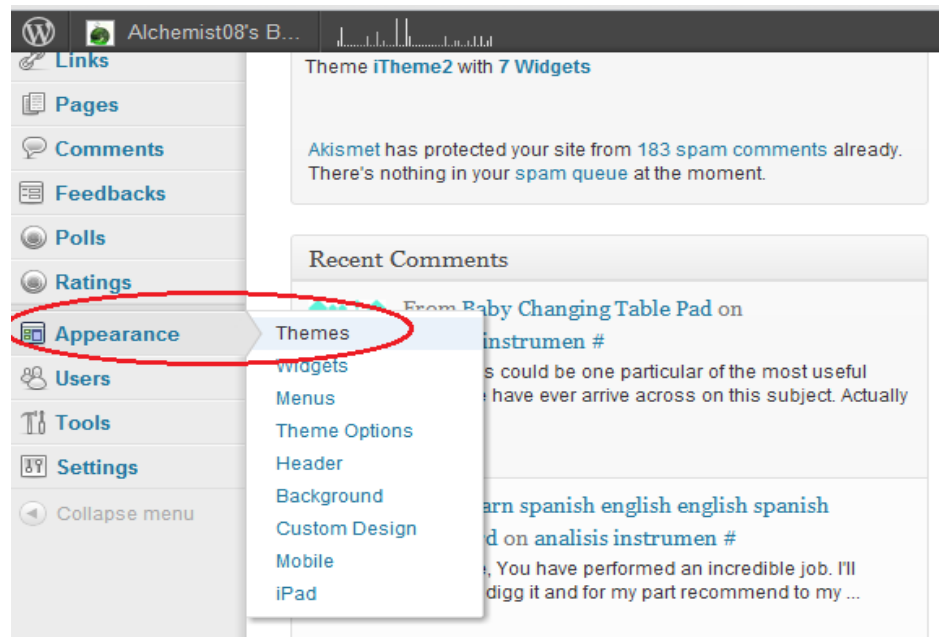 Alchemist08's B...
Links
Pages
Comments
Feedbacks
Polls
Ratings
Appearance
Users
Tools
Settings
Collapse menu
Themes
Widgets
Menus
Theme Options
Header
Background
Custom Design
Mobile
iPad
Theme iTheme2 with 7 Widgets
Akismet has protected your site from 183 spam comments already.
There's nothing in your spam queue at the moment.
Recent Comments
From Baby Changing Table Pad on
instrumen #
s could be one particular of the most useful
have ever arrive across on this subject. Actually
arn spanish english english spanish
d on analisis instrumen #
, You have performed an incredible job. I'll
digg it and for my part recommend to my ...